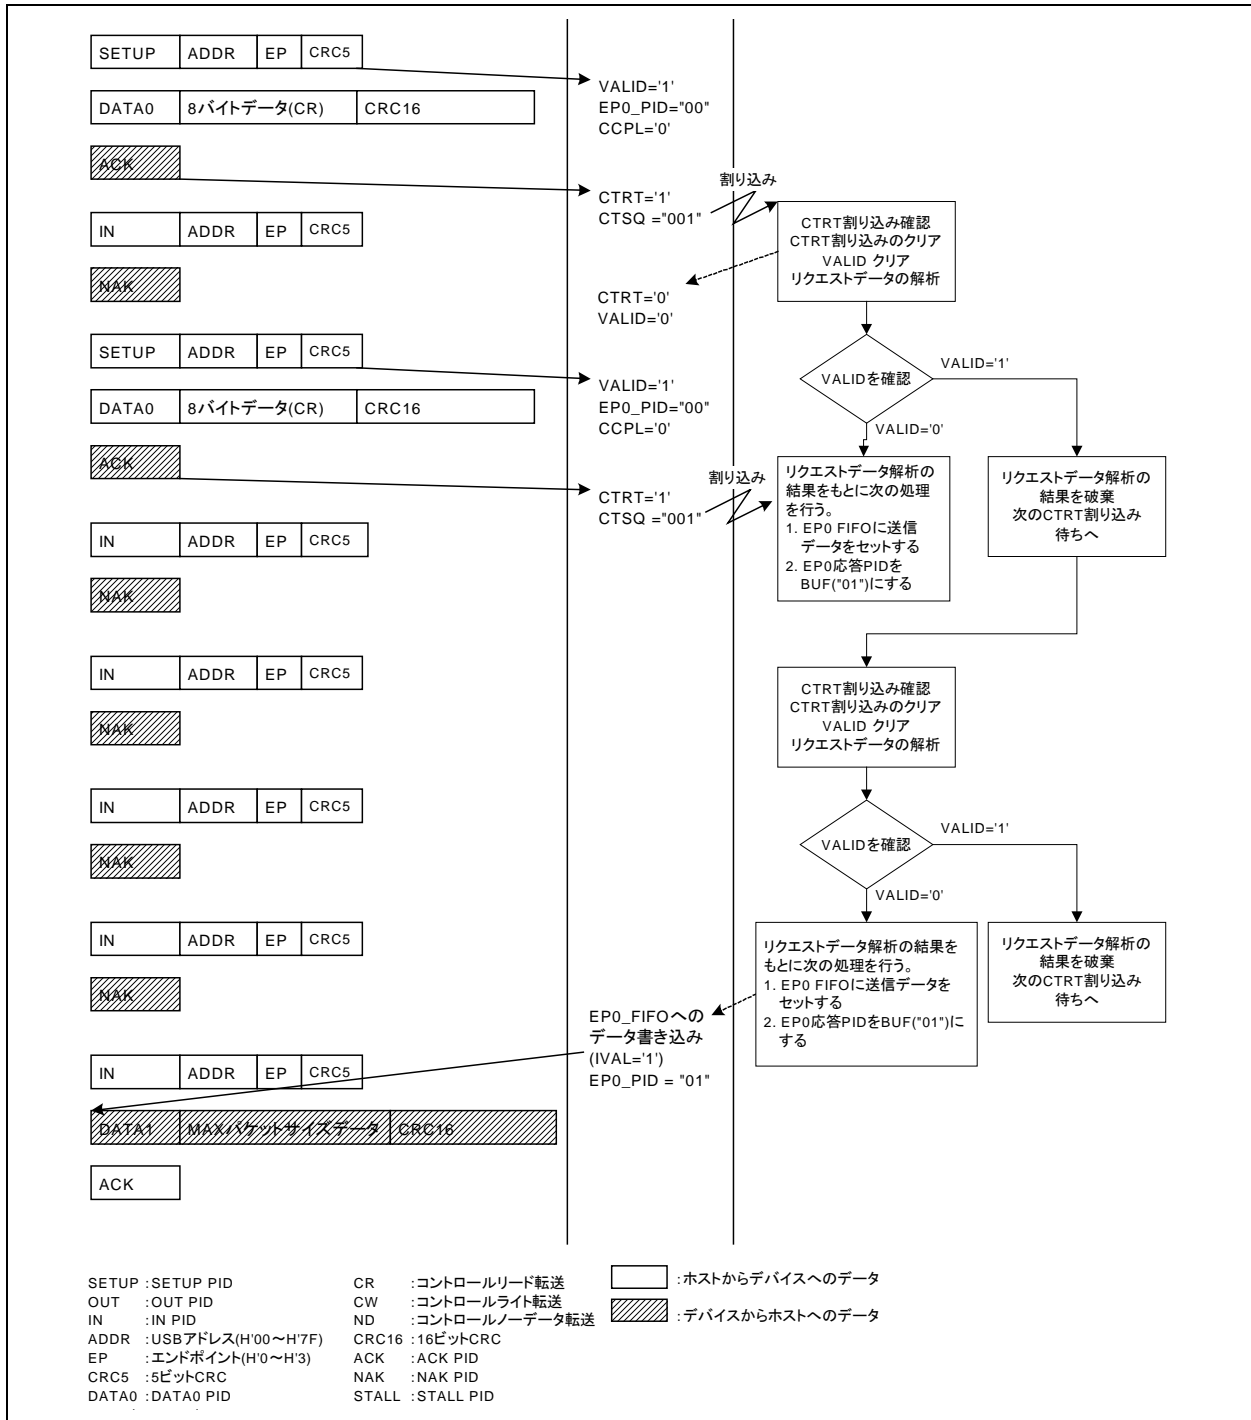 SETUP ADDR EP CRC5
DATA0 8バイトデータ(CR) CRC16
ACK
IN ADDR EP CRC5
NAK
SETUP ADDR EP CRC5
DATA0 8バイトデータ(CR) CRC16
ACK
IN ADDR EP CRC5
NAK
IN ADDR EP CRC5
NAK
IN ADDR EP CRC5
NAK
IN ADDR EP CRC5
NAK
IN ADDR EP CRC5
DATA1 MAXパケットサイズデータ CRC16
ACK
VALID='1'
EP0_PID="00"
CCPL='0'
CTRT='1'
CTSQ ="001"
割り込み
CTRT='0'
VALID='0'
VALID='1'
EP0_PID="00"
CCPL='0'
CTRT='1'
CTSQ ="001"
割り込み
EP0_FIFOへの
データ書き込み
(IVAL='1')
EP0_PID = "01"
CTRT割り込み確認
CTRT割り込みのクリア
VALID クリア
リクエストデータの解析
VALIDを確認
VALID='1'
VALID='0'
リクエストデータ解析の
結果をもとに次の処理
を行う。
1. EP0 FIFOに送信
データをセットする
2. EP0応答PIDを
BUF("01")にする
リクエストデータ解析の
結果を破棄
次のCTRT割り込み
待ちへ
CTRT割り込み確認
CTRT割り込みのクリア
VALID クリア
リクエストデータの解析
VALIDを確認
VALID='1'
VALID='0'
リクエストデータ解析の結果を
もとに次の処理を行う。
1. EP0 FIFOに送信データを
セットする
2. EP0応答PIDをBUF("01")に
する
リクエストデータ解析の
結果を破棄
次のCTRT割り込み
待ちへ
SETUP :SETUP PID
OUT :OUT PID
IN :IN PID
ADDR :USBアドレス(H'00～H'7F)
EP :エンドポイント(H'0～H'3)
CRC5 :5ビットCRC
DATA0 :DATA0 PID
CR :コントロールリード転送
CW :コントロールライト転送
ND :コントロールノーデータ転送
CRC16 :16ビットCRC
ACK :ACK PID
NAK :NAK PID
STALL :STALL PID
:ホストからデバイスへのデータ
:デバイスからホストへのデータ